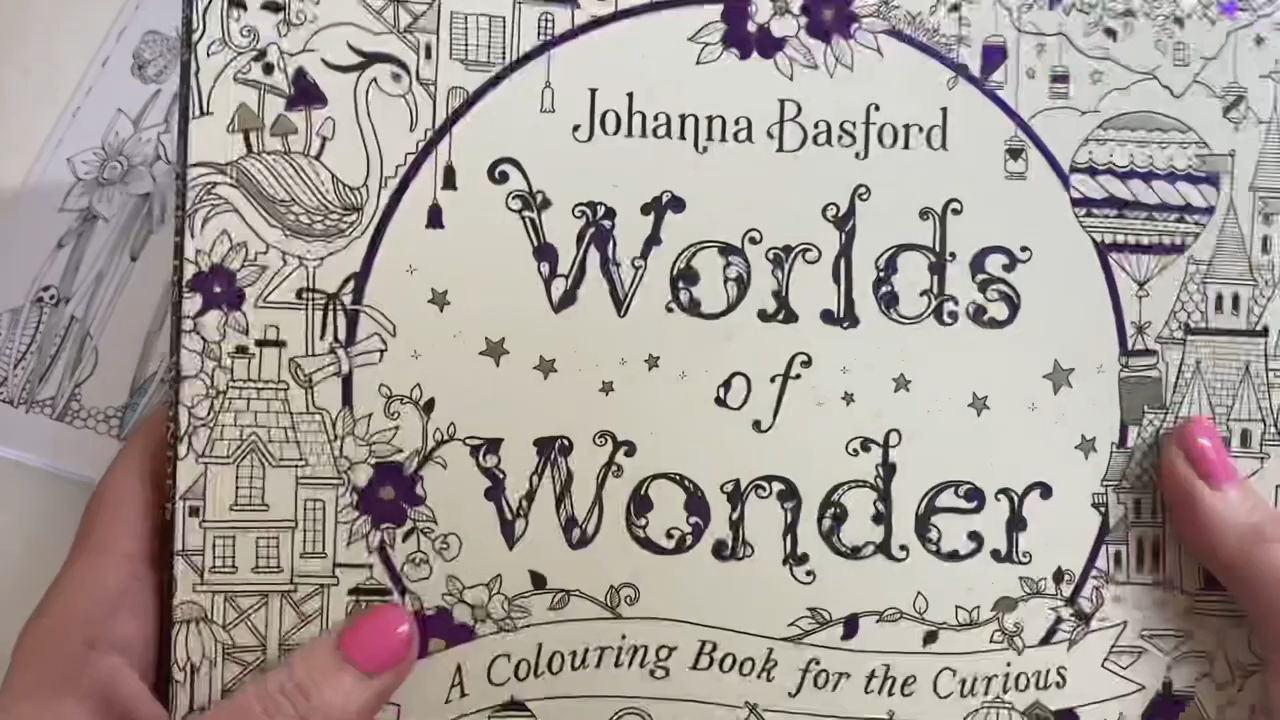 Johanna Basford
Worlds
of
Wonder
A Colouring Book for the Curious